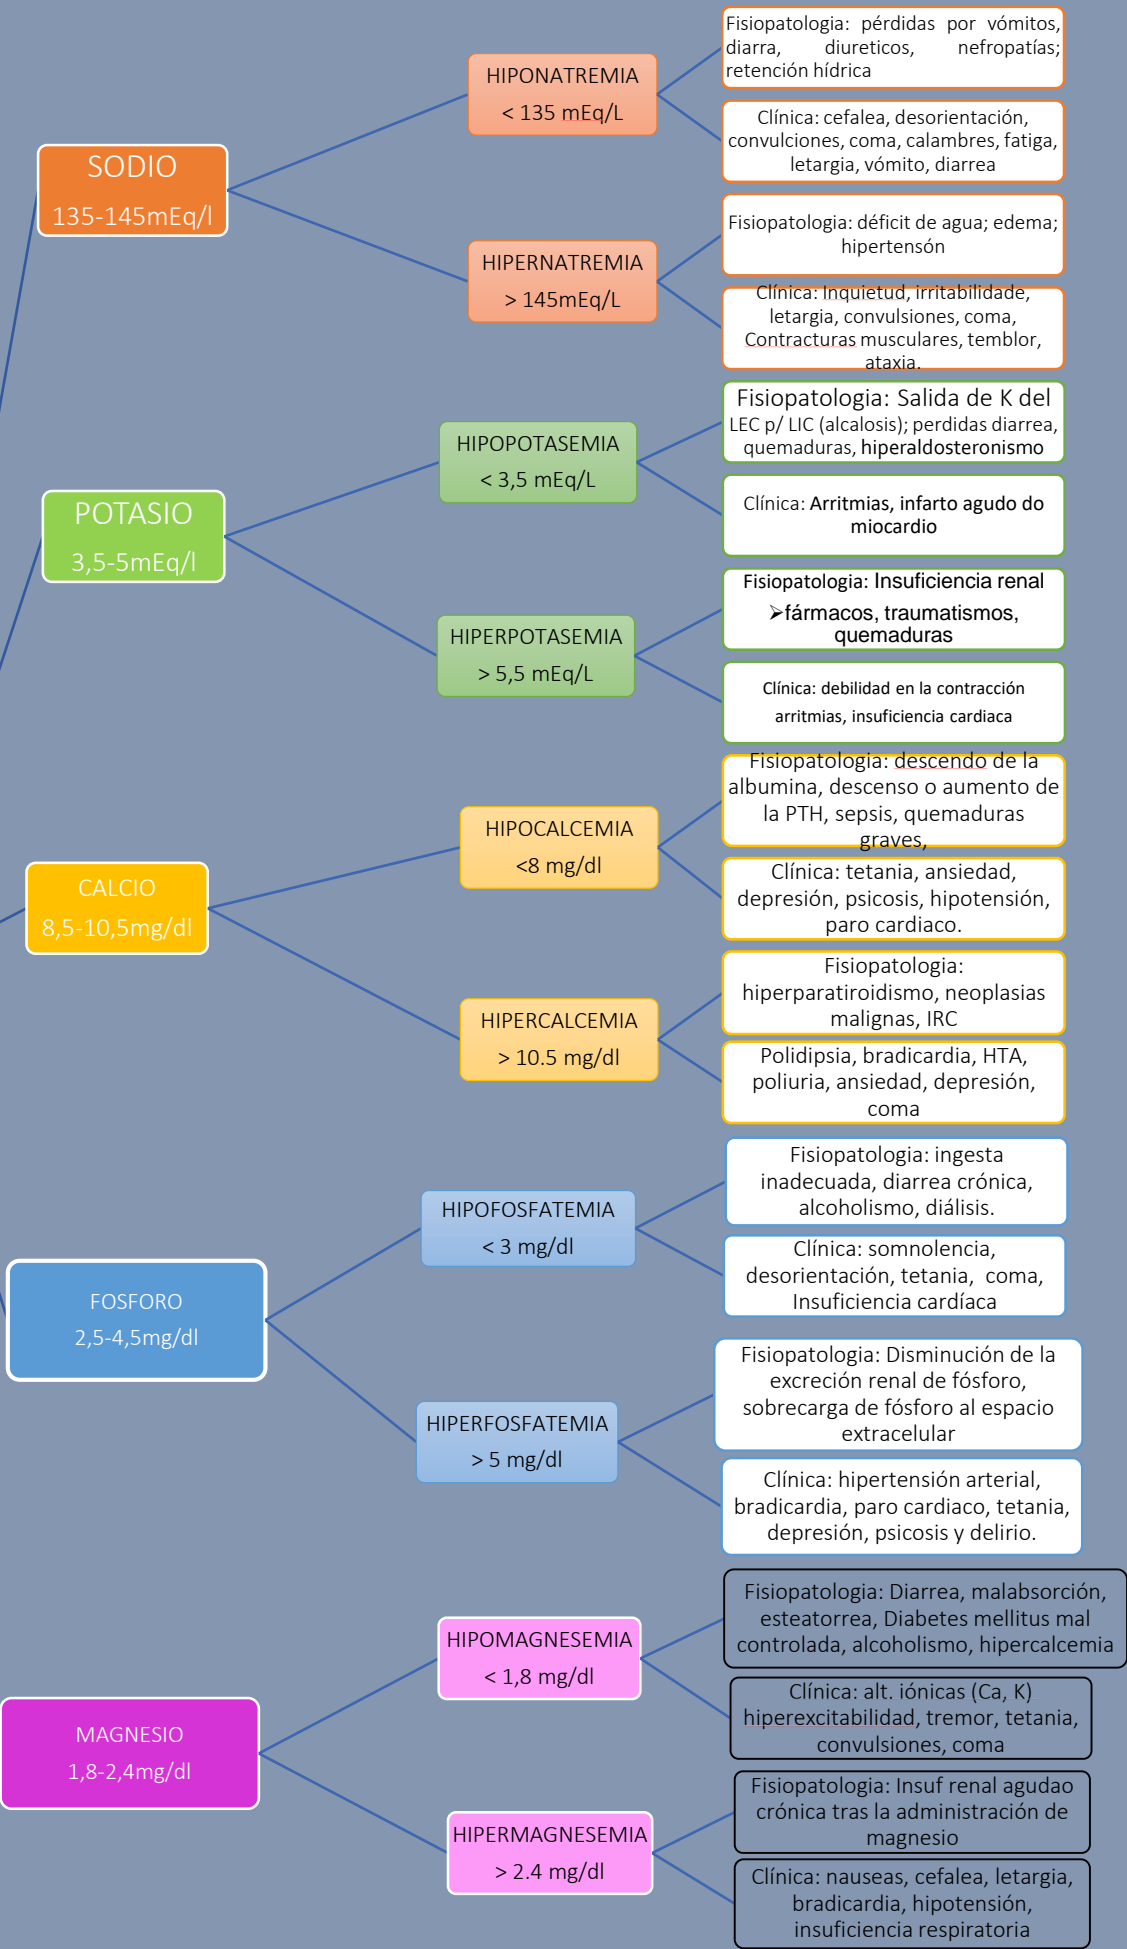 SODIO
135-145mEq/l
HIPONATREMIA
< 135 mEq/L
Fisiopatologia: pérdidas por vómitos,
diarra, diureticos, nefropatías;
retención hídrica
Clínica: cefalea, desorientación,
convulciones, coma, calambres, fatiga,
letargia, vómito, diarrea
HIPERNATREMIA
> 145mEq/L
Fisiopatologia: déficit de agua; edema;
hipertensón
Clínica: Inquietud, irritabilidade,
letargia, convulsiones, coma,
Contracturas musculares, temblor,
ataxia.
POTASIO
3,5-5mEq/l
HIPOPOTASEMIA
< 3,5 mEq/L
Fisiopatologia: Salida de K del
LEC p/ LIC (alcalosis); perdidas diarrea,
quemaduras, hiperaldosteronismo
Clínica: Arritmias, infarto agudo do
miocardio
HIPERPOTASEMIA
> 5,5 mEq/L
Fisiopatologia: Insuficiencia renal
➢fármacos, traumatismos,
quemaduras
Clínica: debilidad en la contracción
arritmias, insuficiencia cardiaca
CALCIO
8,5-10,5mg/dl
HIPOCALCEMIA
<8 mg/dl
Fisiopatologia: descendo de la
albumina, descenso o aumento de
la PTH, sepsis, quemaduras
graves,
Clínica: tetania, ansiedad,
depresión, psicosis, hipotensión,
paro cardiaco.
HIPERCALCEMIA
> 10.5 mg/dl
Fisiopatologia:
hiperparatiroidismo, neoplasias
malignas, IRC
Polidipsia, bradicardia, HTA,
poliuria, ansiedad, depresión,
coma
FOSFORO
2,5-4,5mg/dl
HIPOFOSFATEMIA
< 3 mg/dl
Fisiopatologia: ingesta
inadecuada, diarrea crónica,
alcoholismo, diálisis.
Clínica: somnolencia,
desorientación, tetania, coma,
Insuficiencia cardíaca
HIPERFOSFATEMIA
> 5 mg/dl
Fisiopatologia: Disminución de la
excreción renal de fósforo,
sobrecarga de fósforo al espacio
extracelular
Clínica: hipertensión arterial,
bradicardia, paro cardiaco, tetania,
depresión, psicosis y delirio.
MAGNESIO
1,8-2,4mg/dl
HIPOMAGNESEMIA
< 1,8 mg/dl
Fisiopatologia: Diarrea, malabsorción,
esteatorrea, Diabetes mellitus mal
controlada, alcoholismo, hipercalcemia
Clínica: alt. iónicas (Ca, K)
hiperexcitabilidad, tremor, tetania,
convulsiones, coma
HIPERMAGNESEMIA
> 2.4 mg/dl
Fisiopatologia: Insuf renal agudao
crónica tras la administración de
magnesio
Clínica: nauseas, cefalea, letargia,
bradicardia, hipotensión,
insuficiencia respiratoria